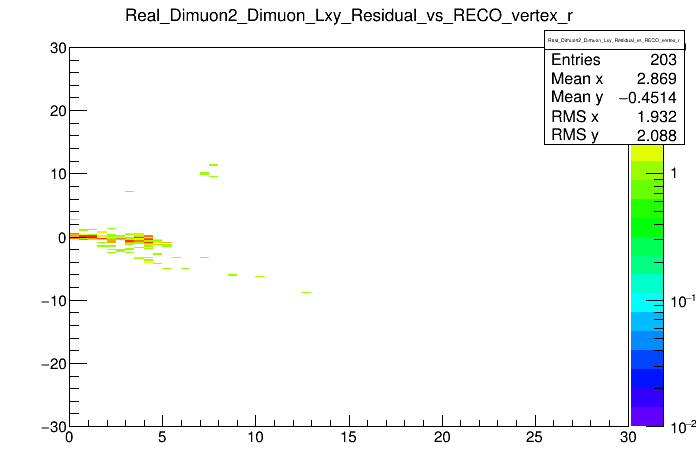 Real_Dimuon2_Dimuon_Lxy_Residual_vs_RECO_vertex_r
Real_Dimuon2_Dimuon_Lxy_Residual_vs_RECO_vertex_r
Entries 203
Mean x 2.869
Mean y −0.4514
RMS x 1.932
RMS y 2.088
30
20
10
0
−10
−20
−30
0 5 10 15 20 25 30
1
10⁻¹
10⁻²